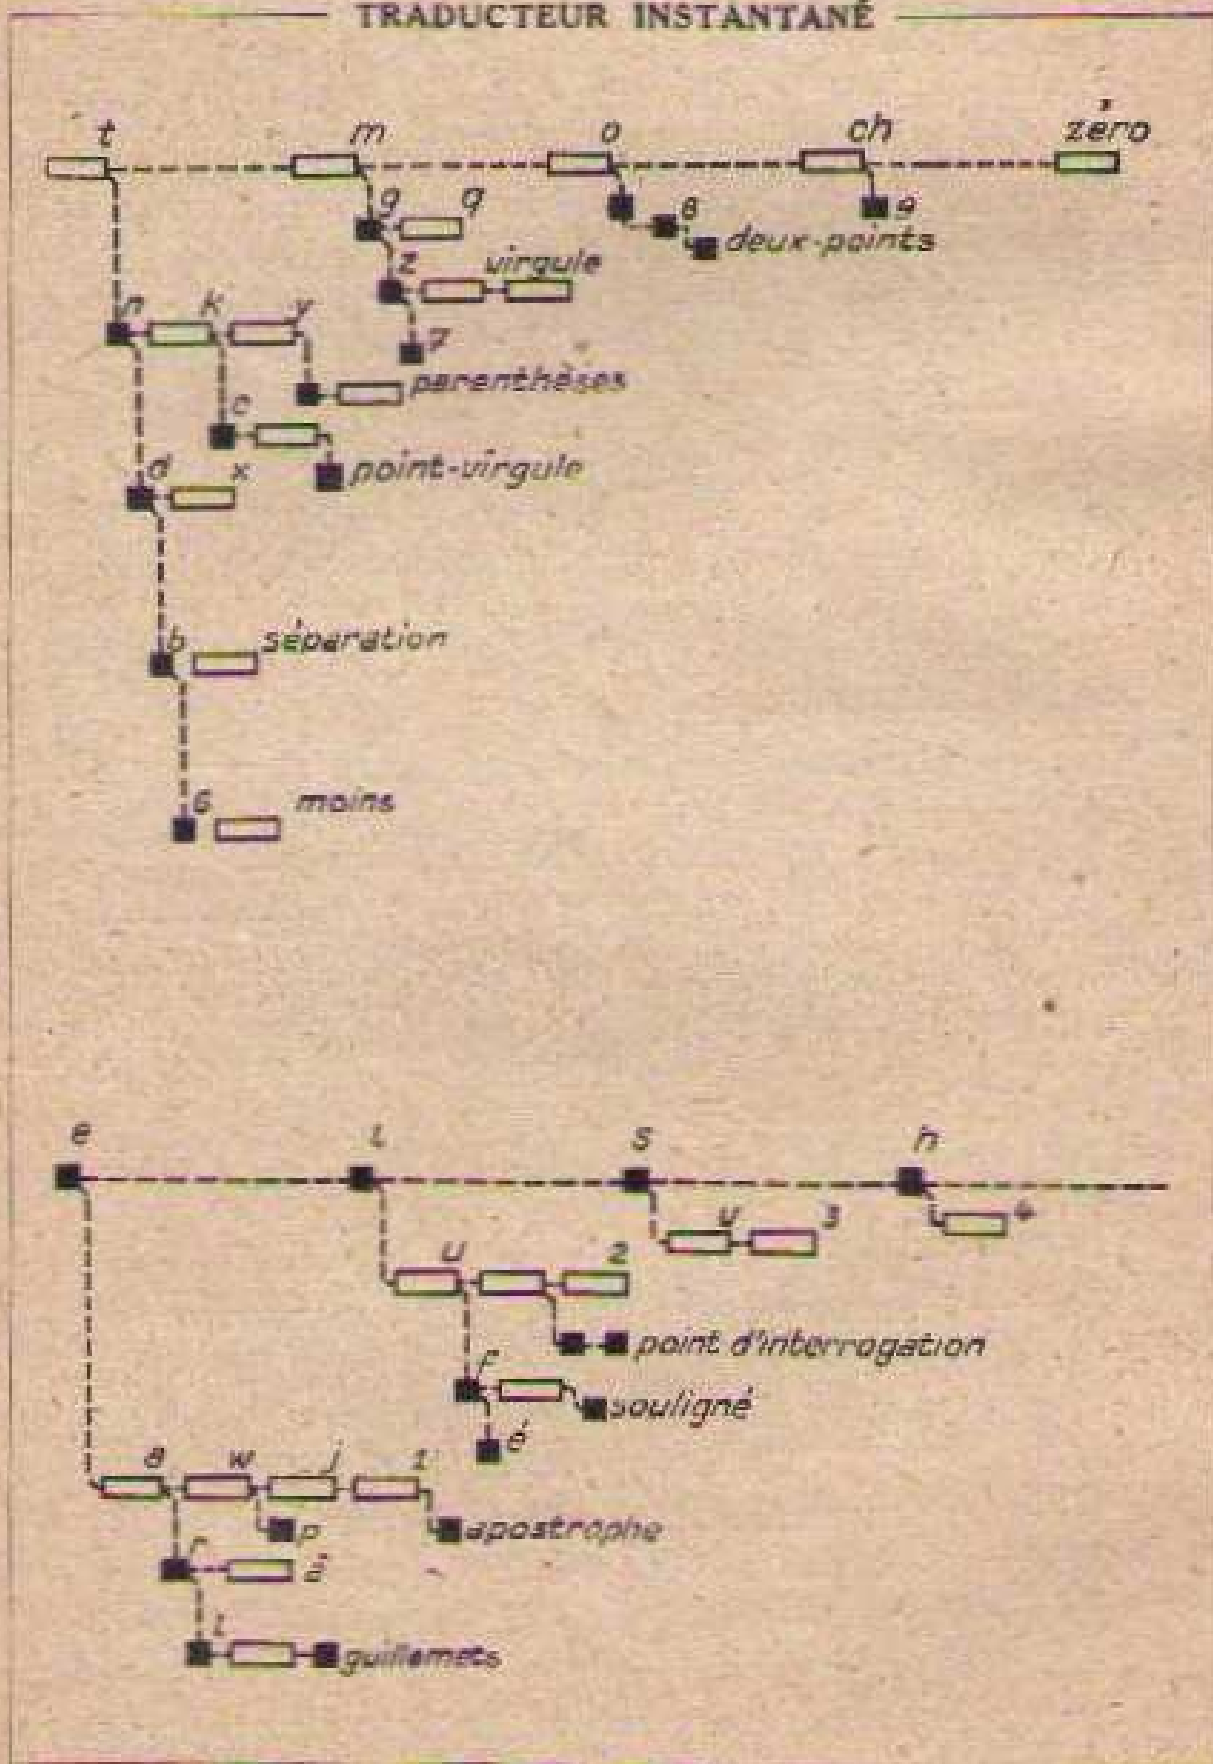 TRADUCTEUR INSTANTANÉ
t m o ch zéro
g q 8 9
deux-points
z virgule
n k y
7
parenthèses
c
d x point-virgule
b séparation
6 moins
e i s h
v 3 4
u 2
point d'interrogation
f
souligné
é
a w j 1
p apostrophe
r
l
guillemets